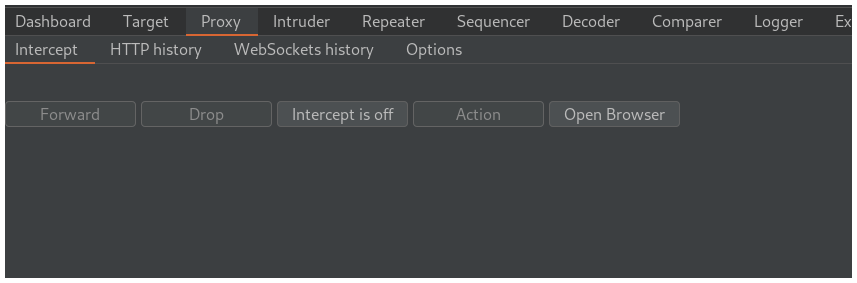 Dashboard Target Proxy Intruder Repeater Sequencer Decoder Comparer Logger Ex
Intercept HTTP history WebSockets history Options
Forward Drop Intercept is off Action Open Browser